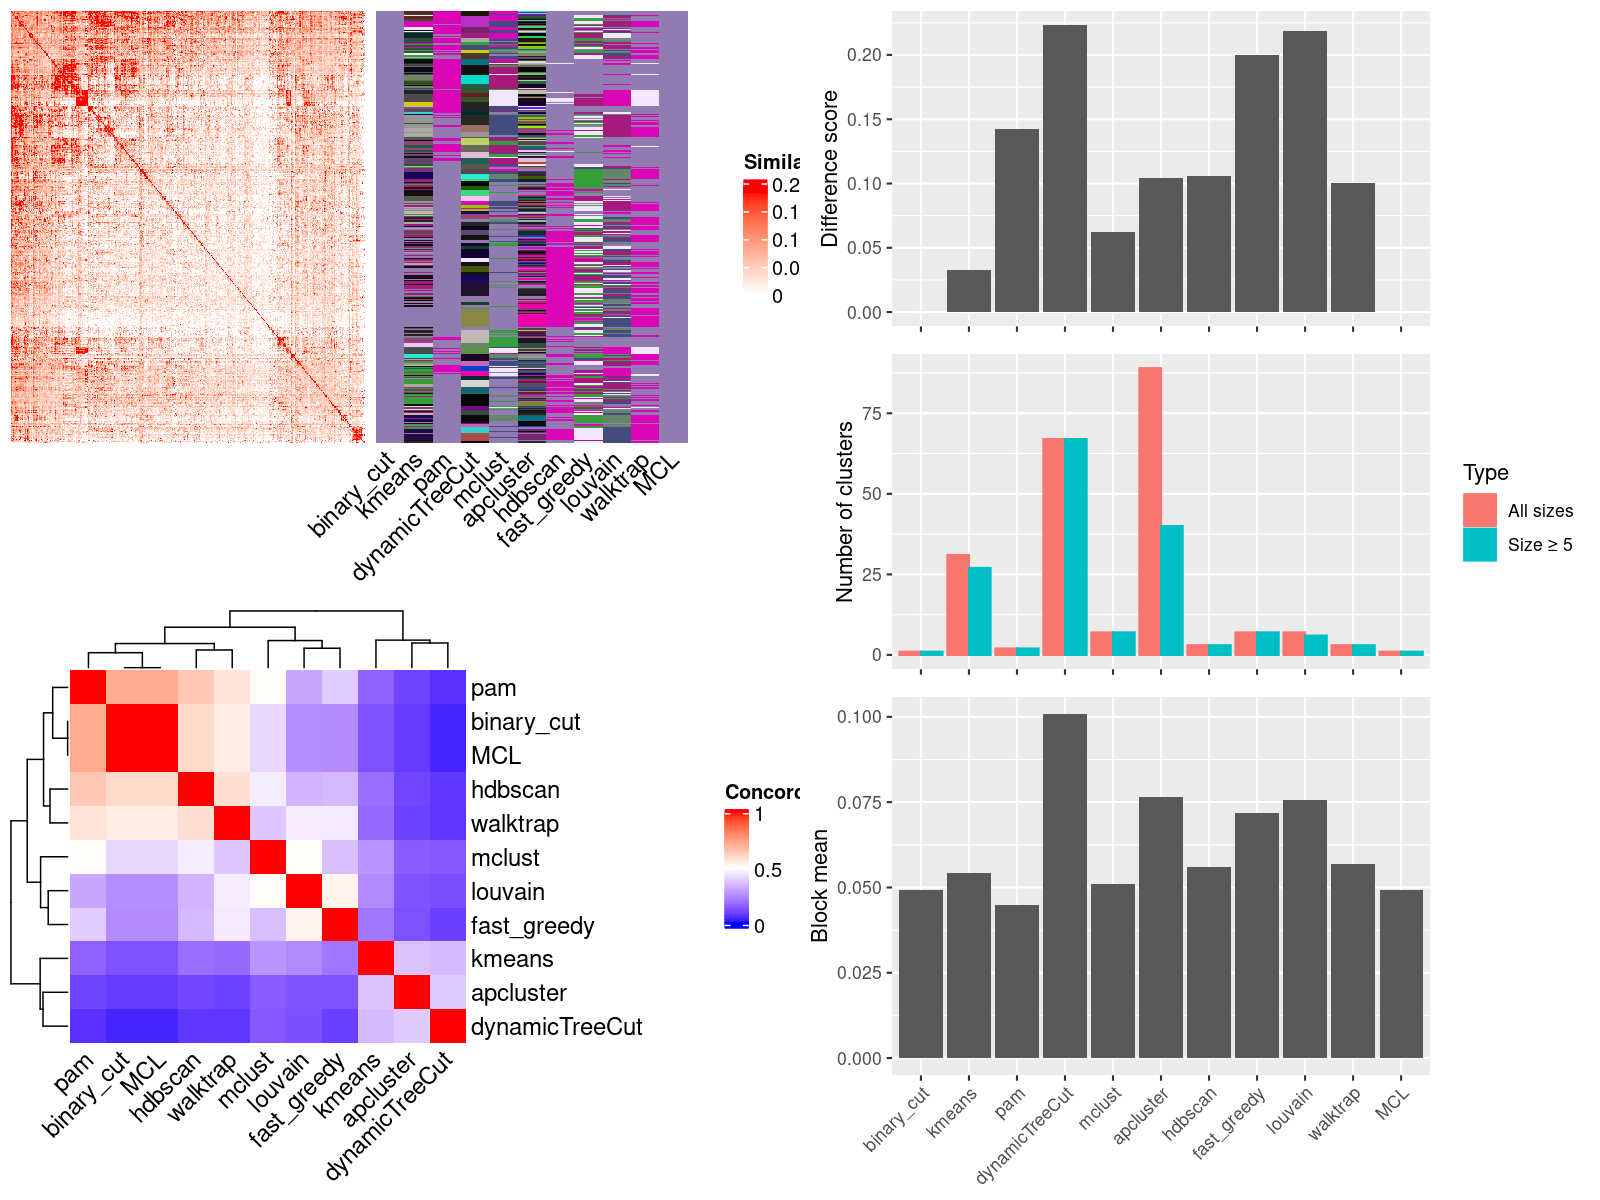 Simila
0.2
0.1
0.1
0.0
0
binary_cut
kmeans
pam
dynamicTreeCut
mclust
apcluster
hdbscan
fast_greedy
louvain
walktrap
MCL
pam
binary_cut
MCL
hdbscan
walktrap
mclust
louvain
fast_greedy
kmeans
apcluster
dynamicTreeCut
pam
binary_cut
MCL
hdbscan
walktrap
mclust
louvain
fast_greedy
kmeans
apcluster
dynamicTreeCut
Concord
1
0.5
0
Difference score
0.20
0.15
0.10
0.05
0.00
Number of clusters
75
50
25
0
Type
All sizes
Size ≥ 5
Block mean
0.100
0.075
0.050
0.025
0.000
binary_cut
kmeans
pam
dynamicTreeCut
mclust
apcluster
hdbscan
fast_greedy
louvain
walktrap
MCL